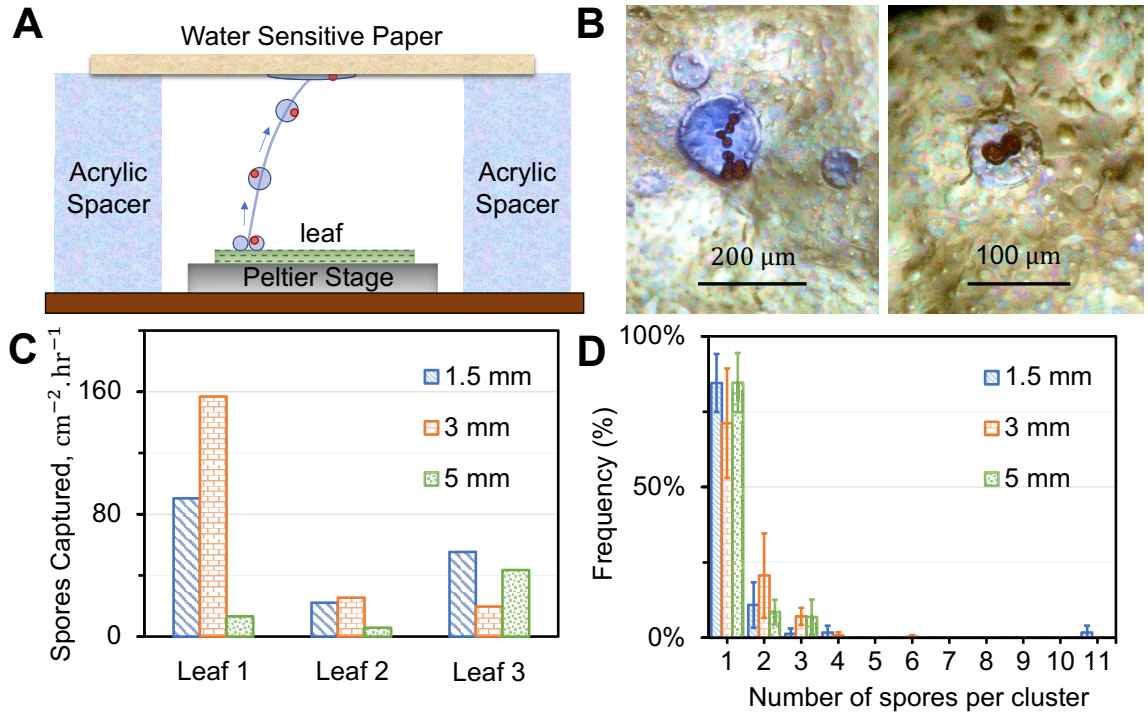 A
Water Sensitive Paper
Acrylic
Spacer
leaf
Peltier Stage
Acrylic
Spacer
B
200 μm
100 μm
C
Spores Captured, cm⁻².hr⁻¹
160
80
0
1.5 mm
3 mm
5 mm
Leaf 1 Leaf 2 Leaf 3
D
Frequency (%)
100%
50%
0%
1.5 mm
3 mm
5 mm
1 2 3 4 5 6 7 8 9 10 11
Number of spores per cluster